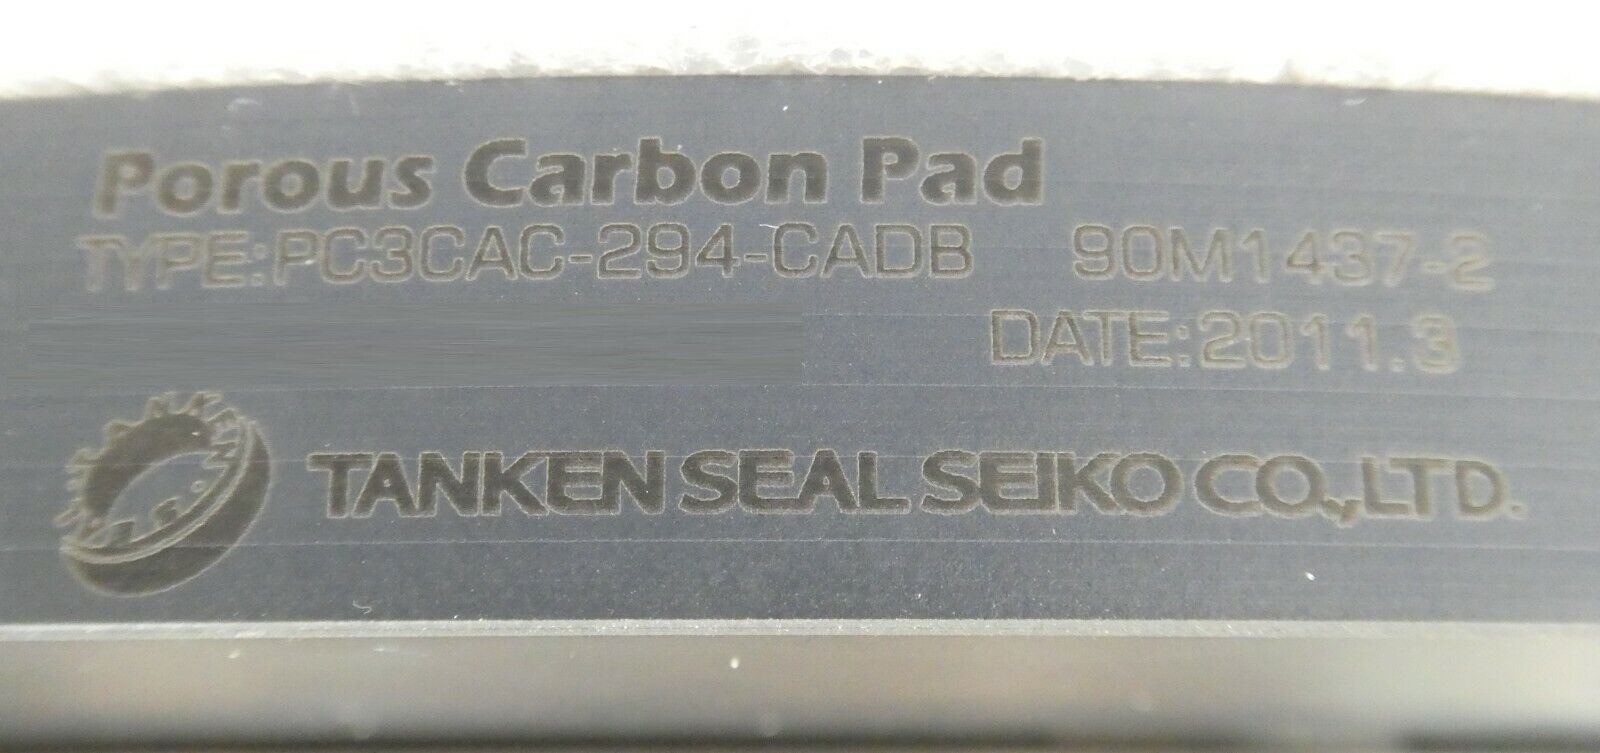 Porous Carbon Pad
TYPE:PC3CAC-294-CADB 90M1437-2
DATE:2011.3
TANKEN SEAL SEIKO CO.,LTD.